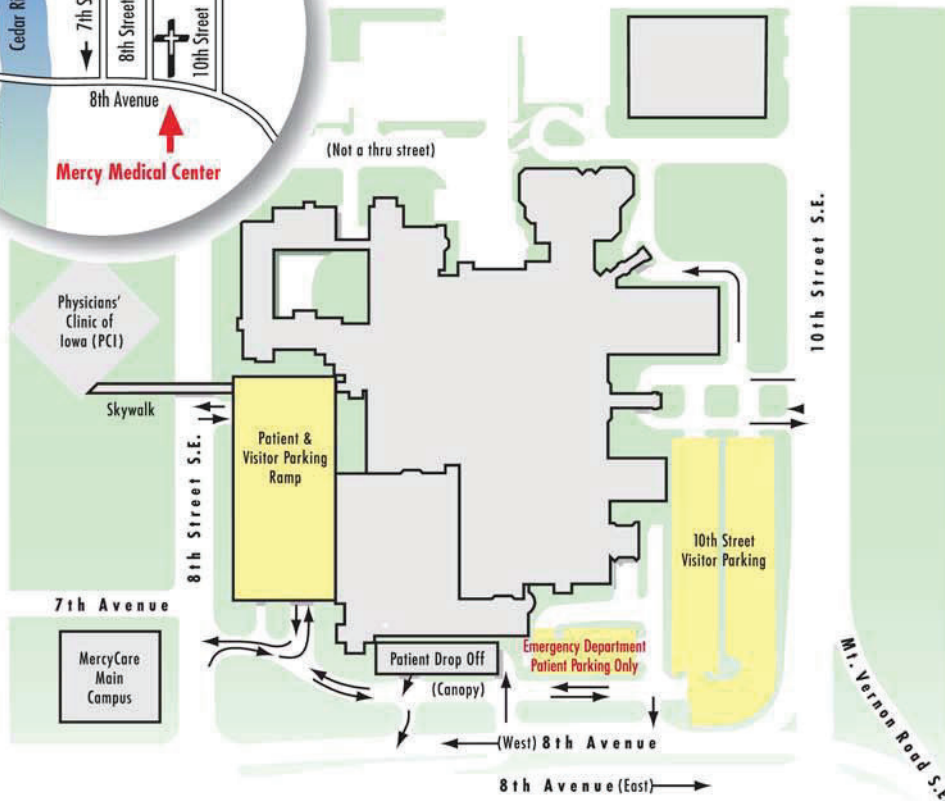 Cedar Ri
7th S
8th Street
10th Street
8th Avenue
Mercy Medical Center
(Not a thru street)
10th Street S.E.
Physicians'
Clinic of
Iowa (PCI)
Skywalk
Patient &
Visitor Parking
Ramp
8th Street S.E.
10th Street
Visitor Parking
7th Avenue
MercyCare
Main
Campus
Patient Drop Off
(Canopy)
Emergency Department
Patient Parking Only
(West) 8th Avenue
8th Avenue (East)
Mt. Vernon Road S.E